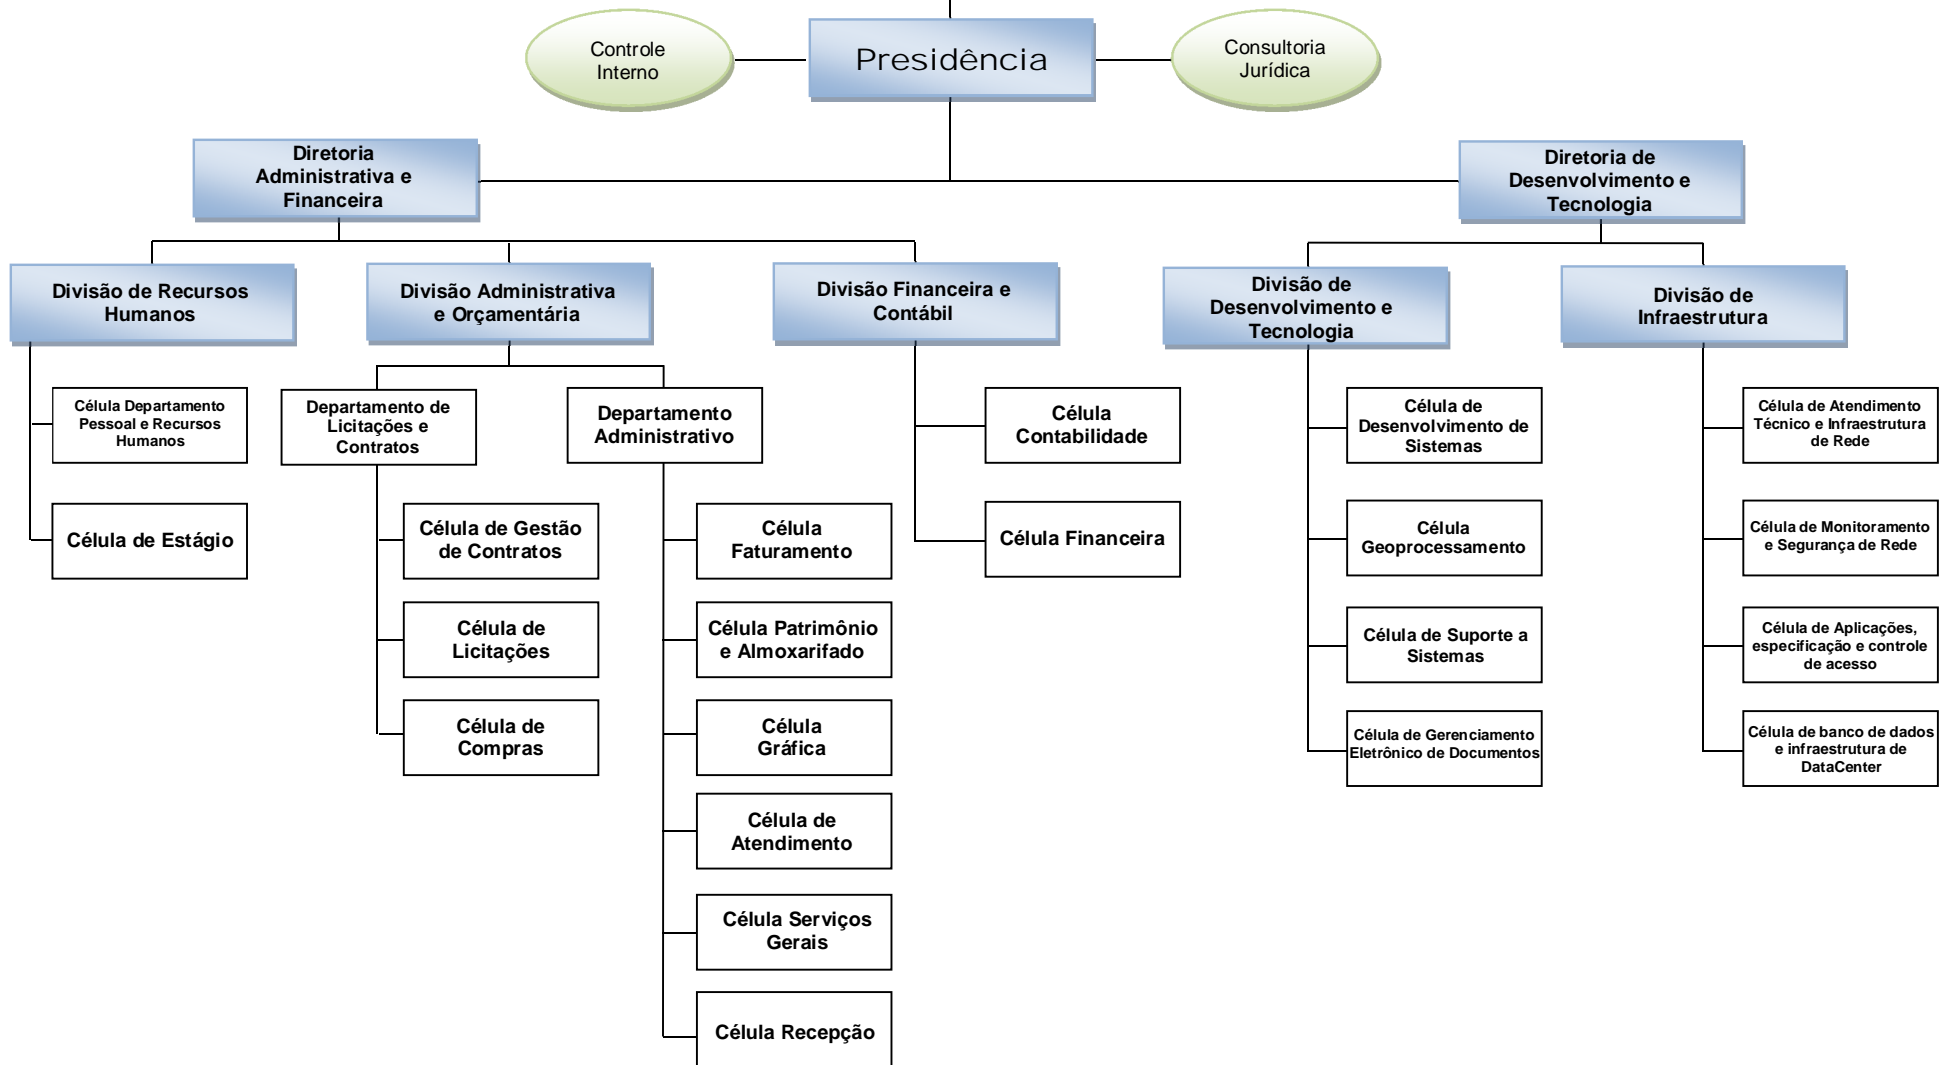 Controle
Interno
Presidência
Consultoria
Jurídica
Diretoria
Administrativa e
Financeira
Diretoria de
Desenvolvimento e
Tecnologia
Divisão de Recursos
Humanos
Divisão Administrativa
e Orçamentária
Divisão Financeira e
Contábil
Divisão de
Desenvolvimento e
Tecnologia
Divisão de
Infraestrutura
Célula Departamento
Pessoal e Recursos
Humanos
Departamento de
Licitações e
Contratos
Departamento
Administrativo
Célula
Contabilidade
Célula de
Desenvolvimento de
Sistemas
Célula de Atendimento
Técnico e Infraestrutura
de Rede
Célula de Estágio
Célula de Gestão
de Contratos
Célula
Faturamento
Célula Financeira
Célula
Geoprocessamento
Célula de Monitoramento
e Segurança de Rede
Célula de
Licitações
Célula Patrimônio
e Almoxarifado
Célula de Suporte a
Sistemas
Célula de Aplicações,
especificação e controle
de acesso
Célula de
Compras
Célula
Gráfica
Célula de Gerenciamento
Eletrônico de Documentos
Célula de banco de dados
e infraestrutura de
DataCenter
Célula de
Atendimento
Célula Serviços
Gerais
Célula Recepção